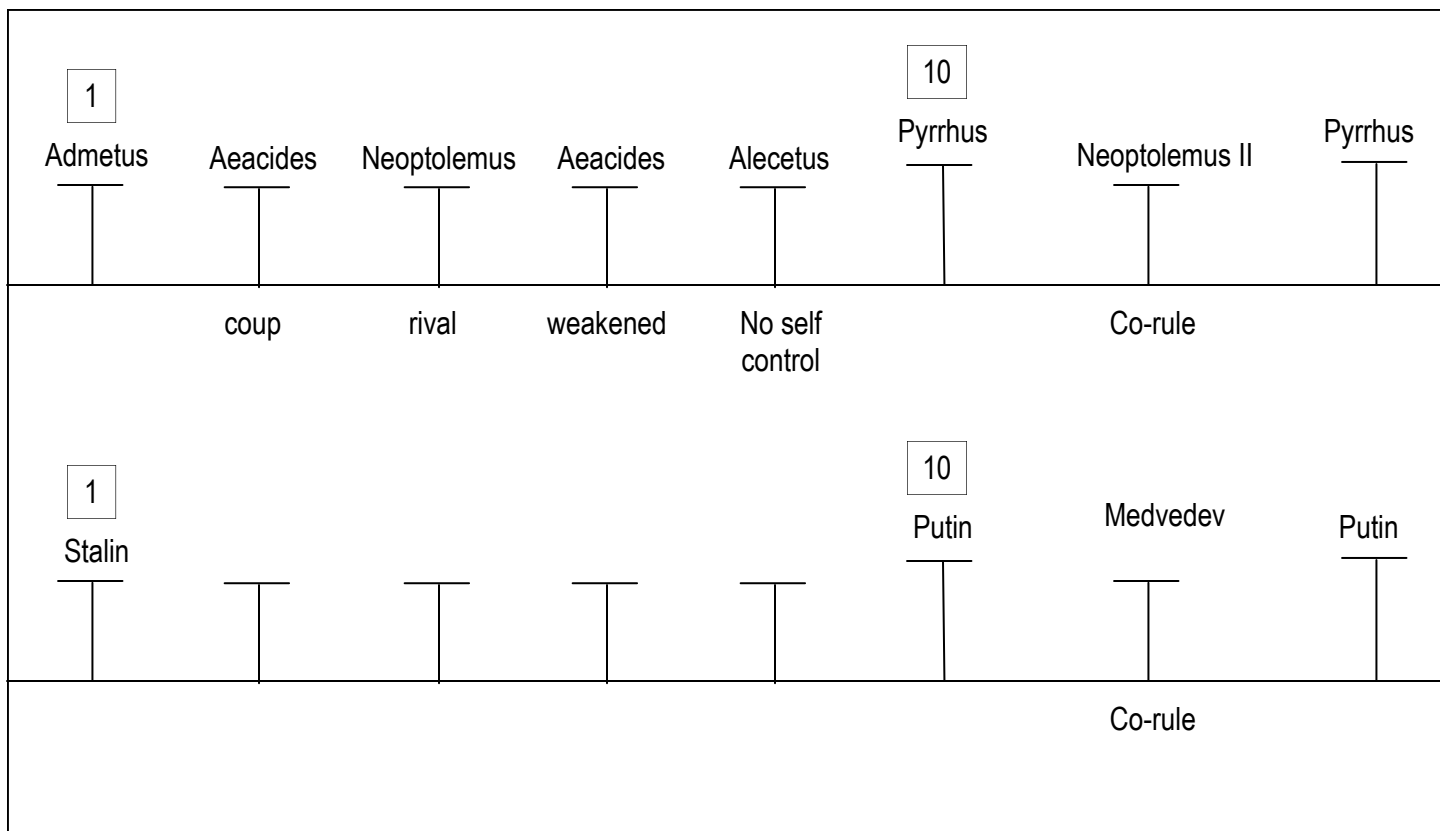 1
10
Admetus
Aeacides
Neoptolemus
Aeacides
Alecetus
Pyrrhus
Neoptolemus II
Pyrrhus
coup
rival
weakened
No self
control
Co-rule
1
10
Stalin
Putin
Medvedev
Putin
Co-rule